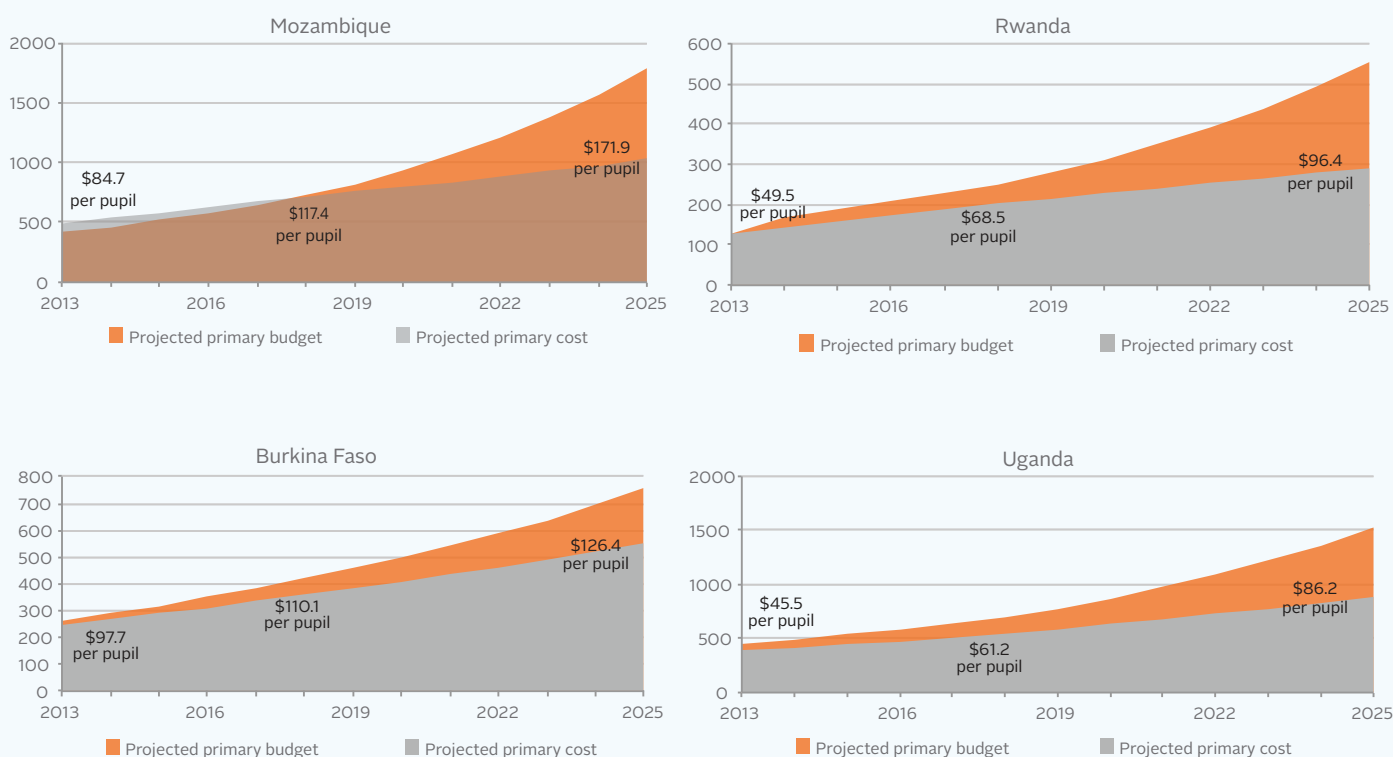 Mozambique
2000
1500
1000
500
0
$84.7
per pupil
$117.4
per pupil
$171.9
per pupil
2013
2016
2019
2022
2025
Projected primary budget
Projected primary cost
Rwanda
600
500
400
300
200
100
0
$49.5
per pupil
$68.5
per pupil
$96.4
per pupil
2013
2016
2019
2022
2025
Projected primary budget
Projected primary cost
Burkina Faso
800
700
600
500
400
300
200
100
0
$97.7
per pupil
$110.1
per pupil
$126.4
per pupil
2013
2016
2019
2022
2025
Projected primary budget
Projected primary cost
Uganda
2000
1500
1000
500
0
$45.5
per pupil
$61.2
per pupil
$86.2
per pupil
2013
2016
2019
2022
2025
Projected primary budget
Projected primary cost